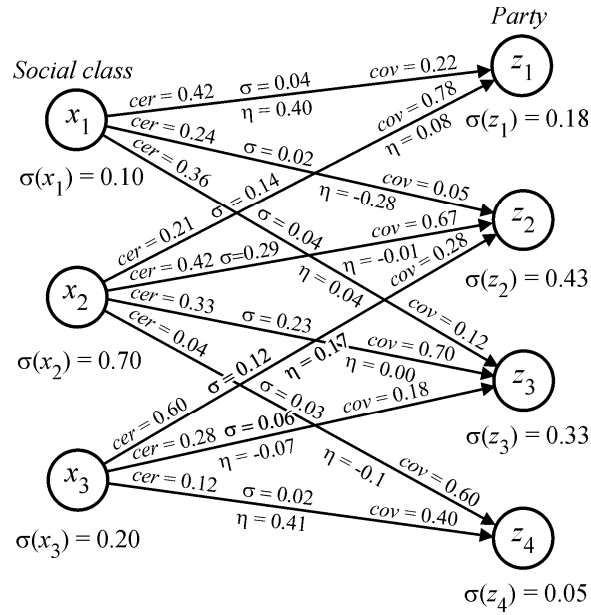 Party
Social class
z1
x1
cer = 0.42 σ = 0.04 cov = 0.22
η = 0.40
cov = 0.78
η = 0.08
σ(z1) = 0.18
cer = 0.24
σ = 0.02
cov = 0.05
η = -0.28
cer = 0.36
σ(x1) = 0.10
σ = 0.14
cer = 0.21
σ = 0.04
η = 0.04
z2
cov = 0.67
cer = 0.42 σ=0.29
η = -0.01
cov = 0.28
σ(z2) = 0.43
x2
cer = 0.33
σ = 0.23
cov = 0.70
η = 0.00
cer = 0.04
σ(x2) = 0.70
cov = 0.12
σ = 0.12
η = 0.17
cer = 0.60
z3
σ = 0.03
η = -0.1
cov = 0.18
cer = 0.28 σ = 0.06
η = -0.07
σ(z3) = 0.33
x3
cer = 0.12
σ = 0.02
cov = 0.40
η = 0.41
cov = 0.60
σ(x3) = 0.20
z4
σ(z4) = 0.05